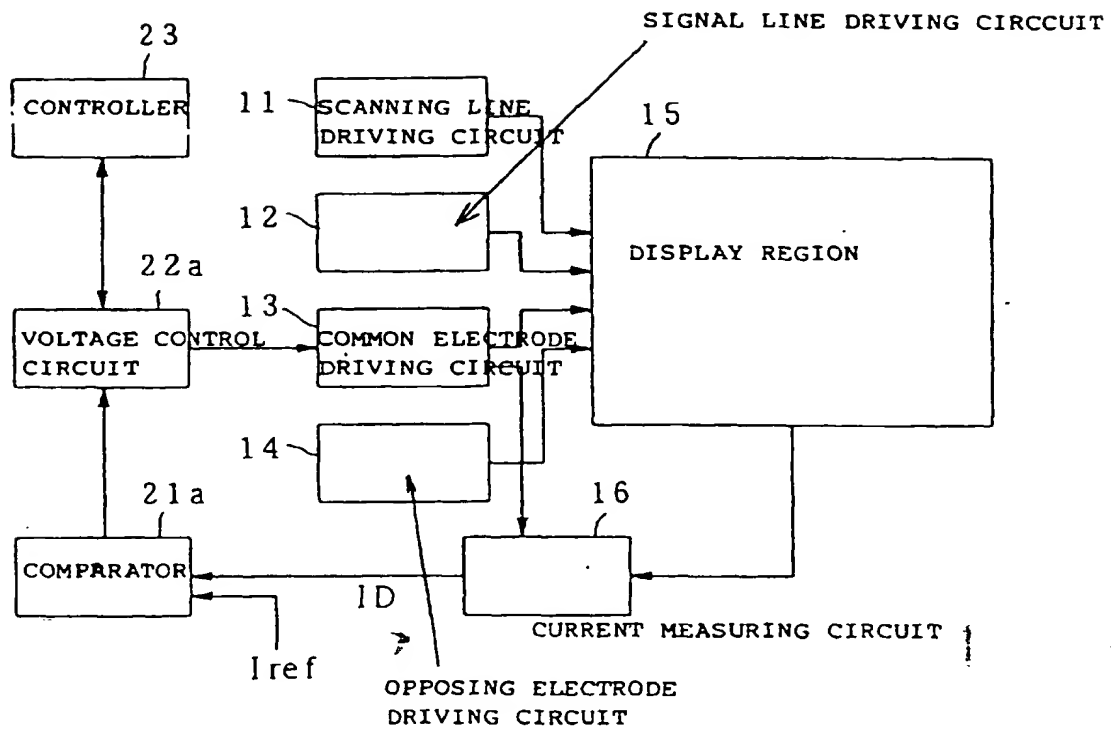 SIGNAL LINE DRIVING CIRCCUIT
23
CONTROLLER
11
SCANNING LINE
DRIVING CIRCUIT
15
12
DISPLAY REGION
22a
13
VOLTAGE CONTROL
CIRCUIT
COMMON ELECTRODE
DRIVING CIRCUIT
14
21a
16
COMPARATOR
ID
Iref
CURRENT MEASURING CIRCUIT
OPPOSING ELECTRODE
DRIVING CIRCUIT